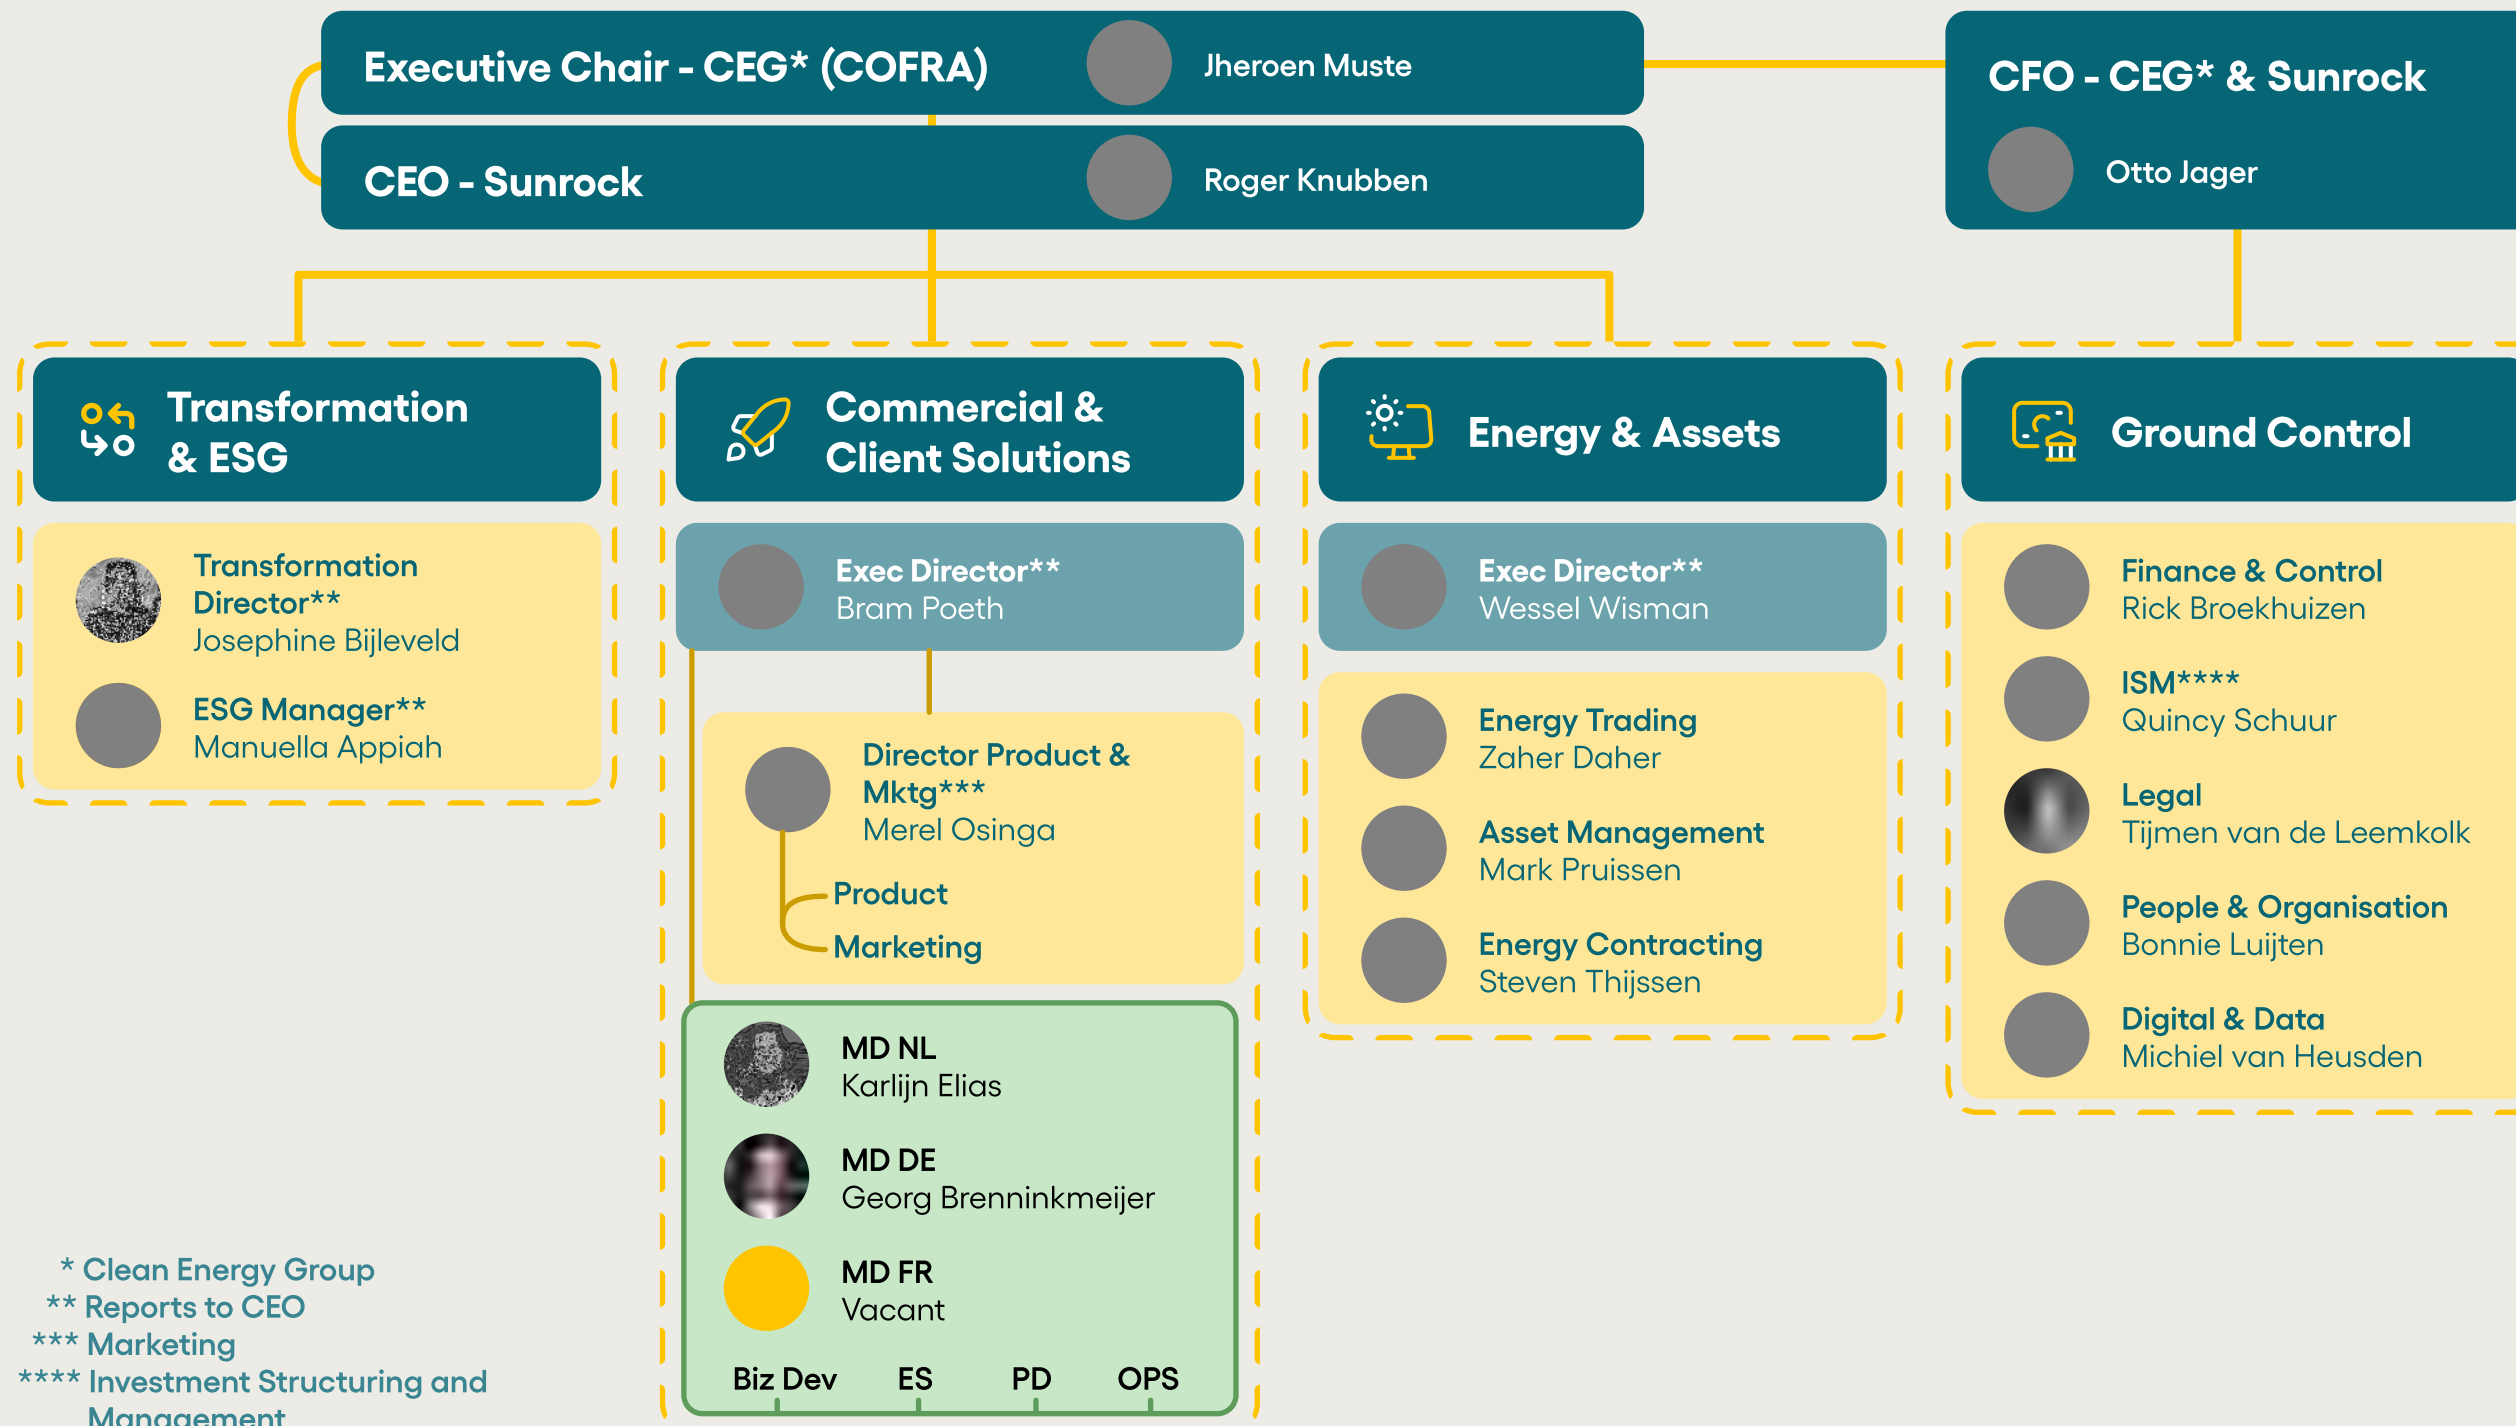 Executive Chair - CEG* (COFRA)
Jheroen Muste
CEO - Sunrock
Roger Knubben
CFO - CEG* & Sunrock
Otto Jager
Transformation
& ESG
Transformation
Director**
Josephine Bijleveld
ESG Manager**
Manuella Appiah
Commercial &
Client Solutions
Exec Director**
Bram Poeth
Director Product &
Mktg***
Merel Osinga
Product
Marketing
MD NL
Karlijn Elias
MD DE
Georg Brenninkmeijer
MD FR
Vacant
Biz Dev ES PD OPS
Energy & Assets
Exec Director**
Wessel Wisman
Energy Trading
Zaher Daher
Asset Management
Mark Pruissen
Energy Contracting
Steven Thijssen
Ground Control
Finance & Control
Rick Broekhuizen
ISM****
Quincy Schuur
Legal
Tijmen van de Leemkolk
People & Organisation
Bonnie Luijten
Digital & Data
Michiel van Heusden
* Clean Energy Group
** Reports to CEO
*** Marketing
**** Investment Structuring and
Management